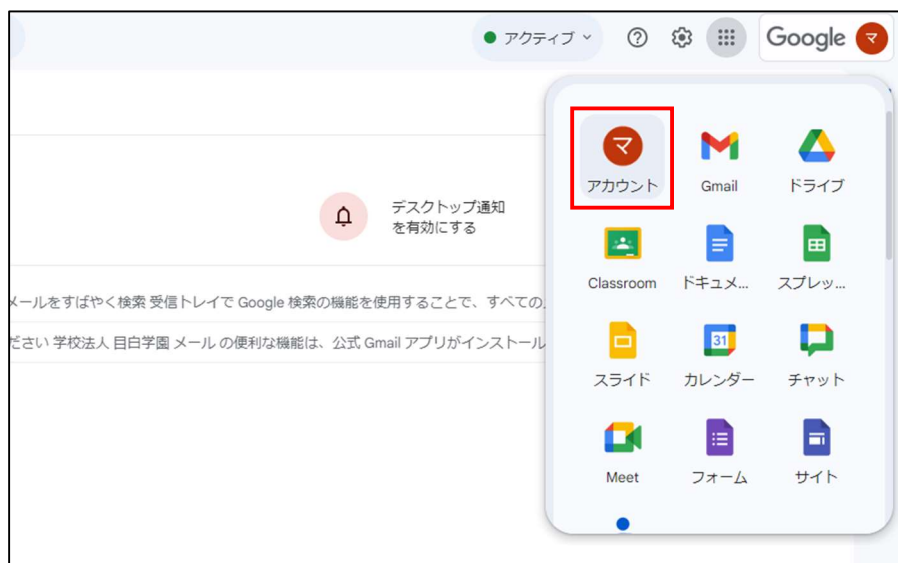 アクティブ
Google
マ
マ
アカウント
Gmail
ドライブ
デスクトップ通知
を有効にする
Classroom
ドキュメ...
スプレッ...
メールをすばやく検索 受信トレイで Google 検索の機能を使用することで、すべての
ださい 学校法人 目白学園 メール の便利な機能は、公式 Gmail アプリがインストール
スライド
31
カレンダー
チャット
Meet
フォーム
サイト